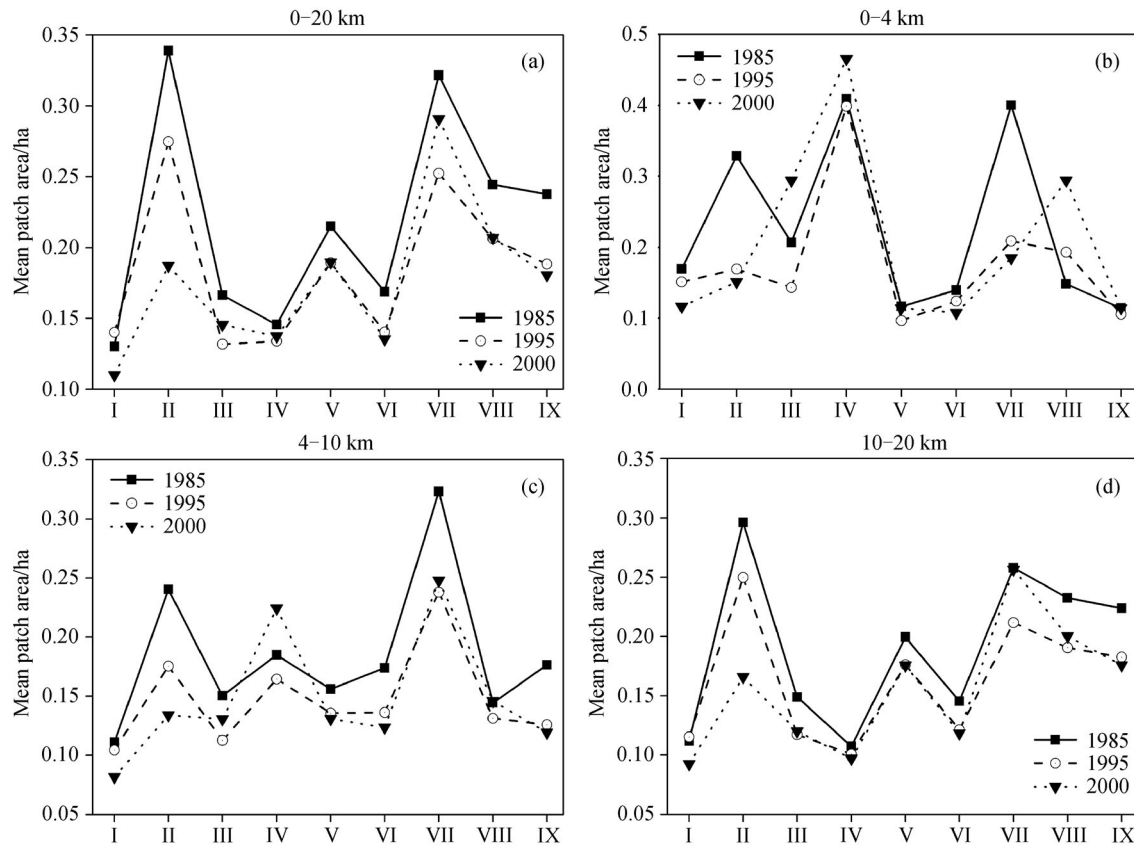 0−20 km
(a)
Mean patch area/ha
0.35
0.30
0.25
0.20
0.15
0.10
1985
1995
2000
I II III IV V VI VII VIII IX
0−4 km
(b)
Mean patch area/ha
0.5
0.4
0.3
0.2
0.1
0.0
1985
1995
2000
I II III IV V VI VII VIII IX
4−10 km
(c)
Mean patch area/ha
0.35
0.30
0.25
0.20
0.15
0.10
0.05
1985
1995
2000
I II III IV V VI VII VIII IX
10−20 km
(d)
Mean patch area/ha
0.35
0.30
0.25
0.20
0.15
0.10
0.05
1985
1995
2000
I II III IV V VI VII VIII IX